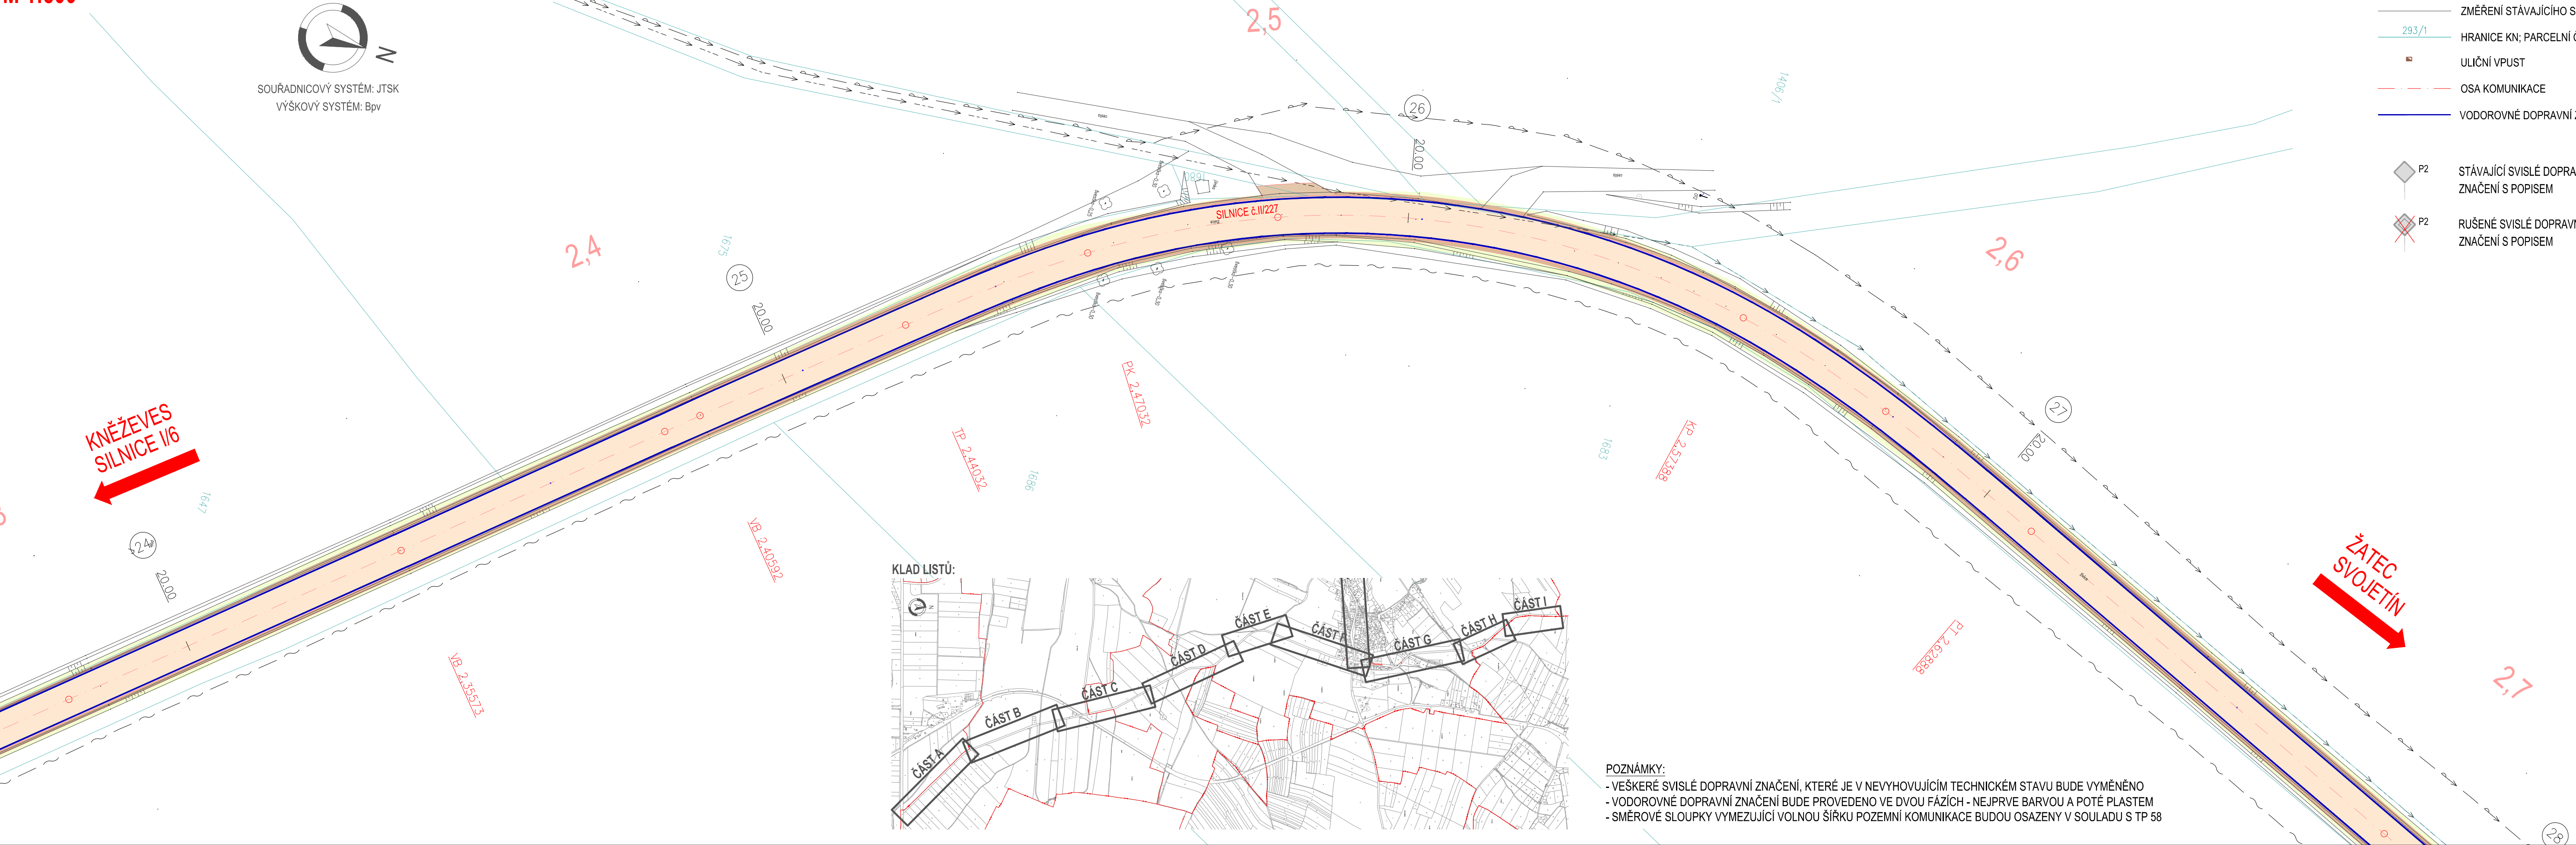 N
SOUŘADNICOVÝ SYSTÉM: JTSK
VÝŠKOVÝ SYSTÉM: Bpv
2,5
26
20.00
1406/1
1680
SILNICE č.II/227
2,4
1675
25
20.00
2,6
27
20.00
KNĚŽEVES
SILNICE I/6
1647
24
20.00
PK 2,47032
TP 2,44032
1686
VB 2,40592
VB 2,35573
1683
KP 2,57388
PT 2,62888
ŽATEC
SVOJETÍN
2,7
28
KLAD LISTŮ:
N
ČÁST A
ČÁST B
ČÁST C
ČÁST D
ČÁST E
ČÁST F
ČÁST G
ČÁST H
ČÁST I
POZNÁMKY:
- VEŠKERÉ SVISLÉ DOPRAVNÍ ZNAČENÍ, KTERÉ JE V NEVYHOVUJÍCÍM TECHNICKÉM STAVU BUDE VYMĚNĚNO
- VODOROVNÉ DOPRAVNÍ ZNAČENÍ BUDE PROVEDENO VE DVOU FÁZÍCH - NEJPRVE BARVOU A POTÉ PLASTEM
- SMĚROVÉ SLOUPKY VYMEZUJÍCÍ VOLNOU ŠÍŘKU POZEMNÍ KOMUNIKACE BUDOU OSAZENY V SOULADU S TP 58
ZMĚŘENÍ STÁVAJÍCÍHO S
293/1
HRANICE KN; PARCELNÍ Č
ULIČNÍ VPUST
OSA KOMUNIKACE
VODOROVNÉ DOPRAVNÍ
P2
STÁVAJÍCÍ SVISLÉ DOPRA
ZNAČENÍ S POPISEM
P2
RUŠENÉ SVISLÉ DOPRAVN
ZNAČENÍ S POPISEM